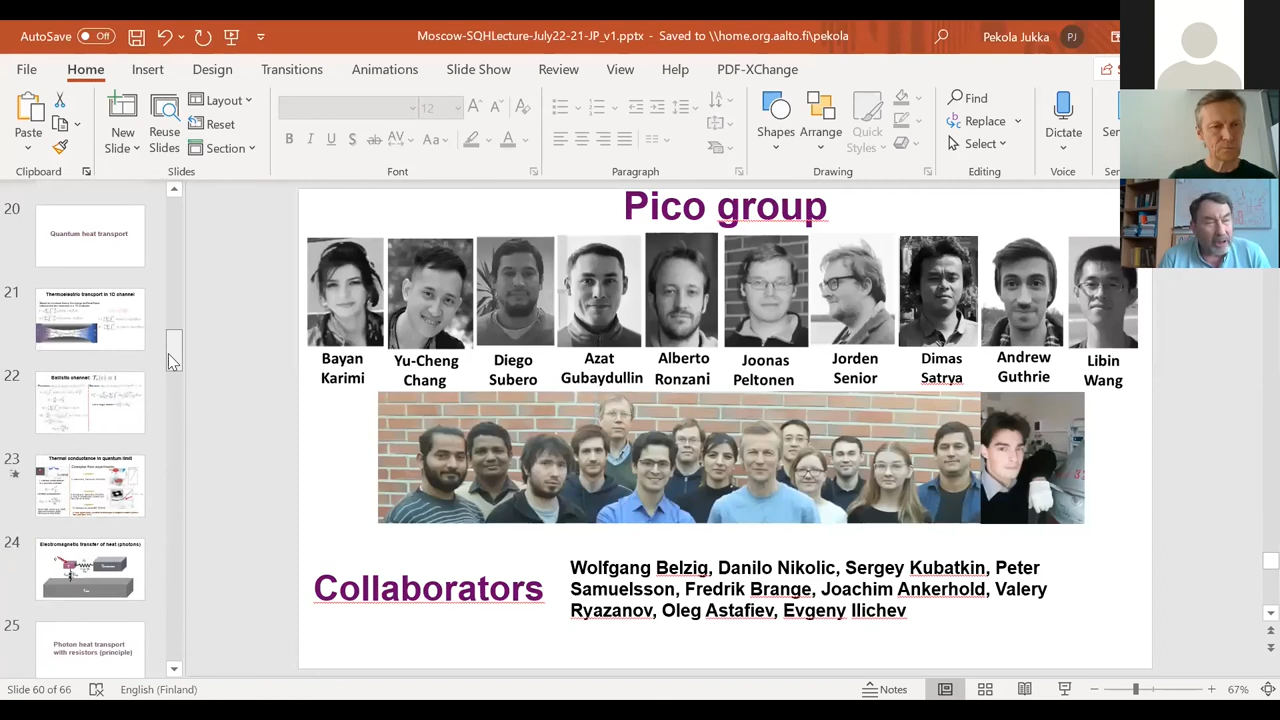 AutoSave Off Moscow-SQHLecture-July22-21-JP_v1.pptx - Saved to \\home.org.aalto.fi\pekola Pekola Jukka PJ
File Home Insert Design Transitions Animations Slide Show Review View Help PDF-XChange
Paste
New
Slide
Reuse
Slides
Layout
Reset
Section
12
B I U S ab AV Aa A
Shapes
Arrange
Quick
Styles
Find
Replace
Select
Dictate
Clipboard Slides Font Paragraph Drawing Editing Voice
20
Quantum heat transport
21
Thermoelectric transport in 1D channel
22
Ballistic channel:
23
Thermal conductance in quantum limit
24
Electromagnetic transfer of heat (photons)
25
Photon heat transport
with resistors (principle)
Pico group
Bayan
Karimi
Yu-Cheng
Chang
Diego
Subero
Azat
Gubaydullin
Alberto
Ronzani
Joonas
Peltonen
Jorden
Senior
Dimas
Satrya
Andrew
Guthrie
Libin
Wang
Collaborators
Wolfgang Belzig, Danilo Nikolic, Sergey Kubatkin, Peter
Samuelsson, Fredrik Brange, Joachim Ankerhold, Valery
Ryazanov, Oleg Astafiev, Evgeny Ilichev
Slide 60 of 66 English (Finland) Notes 67%